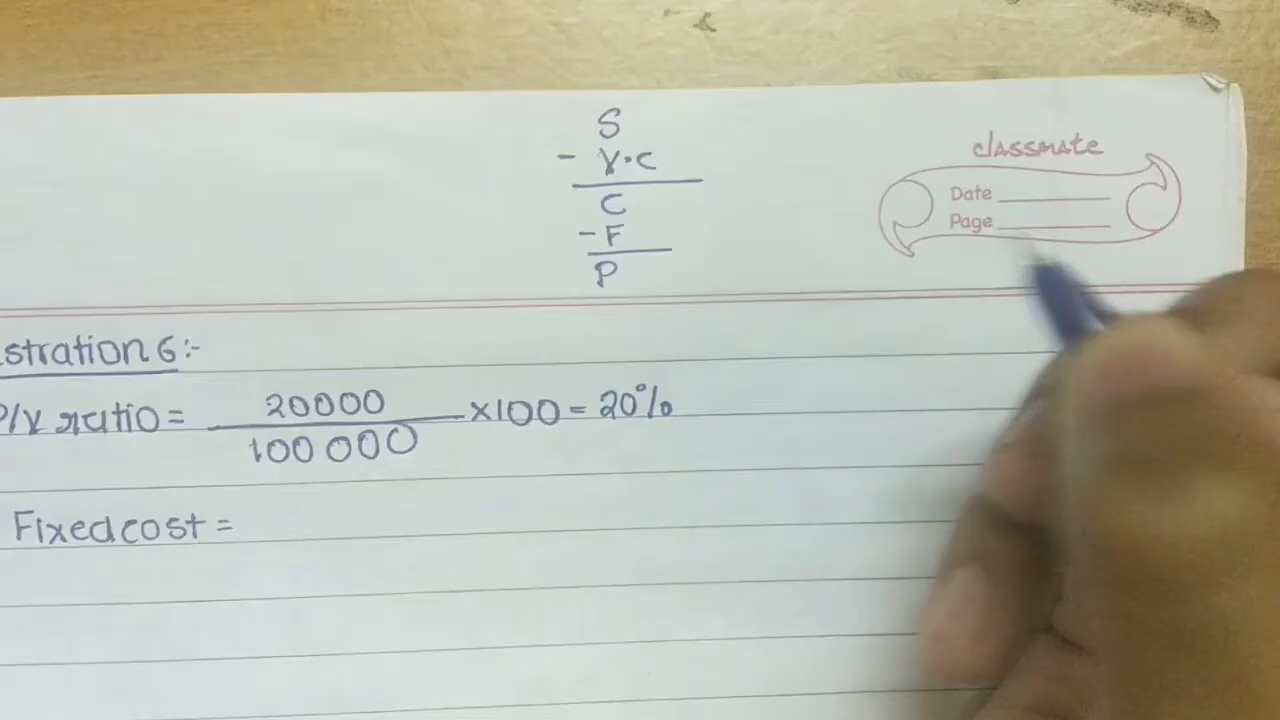 S
- V.C
C
- F
P
classmate
Date
Page
stration 6:-
P/V ratio = 20000 / 100 000 ×100 = 20%
Fixed cost =